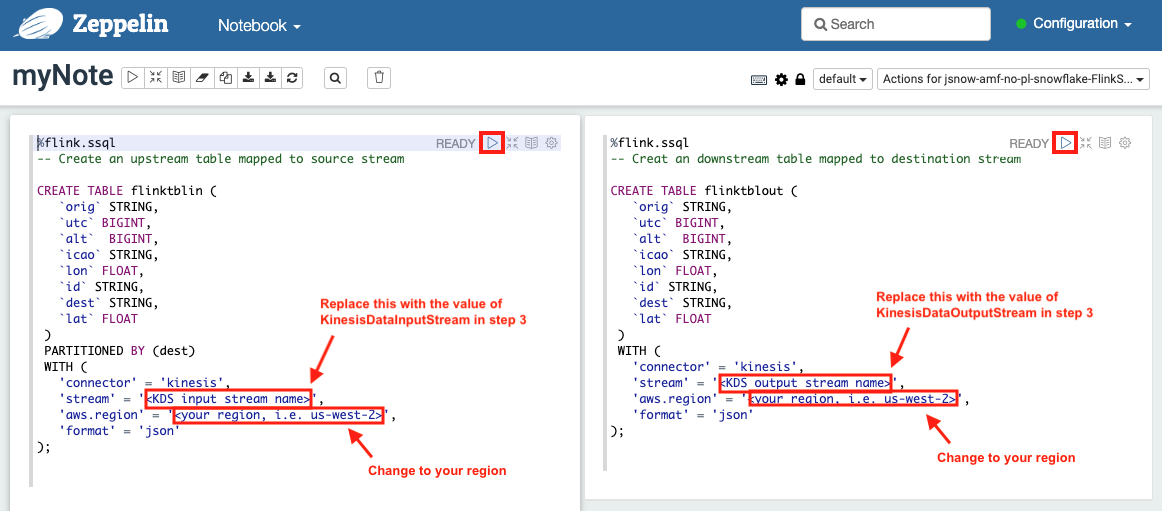 Zeppelin
Notebook
Search
Configuration
myNote
default
Actions for jsnow-amf-no-pl-snowflake-FlinkS...
%flink.ssql
READY
-- Create an upstream table mapped to source stream
CREATE TABLE flinktblin (
`orig` STRING,
`utc` BIGINT,
`alt`  BIGINT,
`icao` STRING,
`lon` FLOAT,
`id` STRING,
`dest` STRING,
`lat` FLOAT
)
PARTITIONED BY (dest)
WITH (
'connector' = 'kinesis',
'stream' = '<KDS input stream name>',
'aws.region' = '<your region, i.e. us-west-2>',
'format' = 'json'
);
Replace this with the value of
KinesisDataInputStream in step 3
Change to your region
%flink.ssql
READY
-- Creat an downstream table mapped to destination stream
CREATE TABLE flinktblout (
`orig` STRING,
`utc` BIGINT,
`alt`  BIGINT,
`icao` STRING,
`lon` FLOAT,
`id` STRING,
`dest` STRING,
`lat` FLOAT
)
WITH (
'connector' = 'kinesis',
'stream' = '<KDS output stream name>',
'aws.region' = '<your region, i.e. us-west-2>',
'format' = 'json'
);
Replace this with the value of
KinesisDataOutputStream in step 3
Change to your region